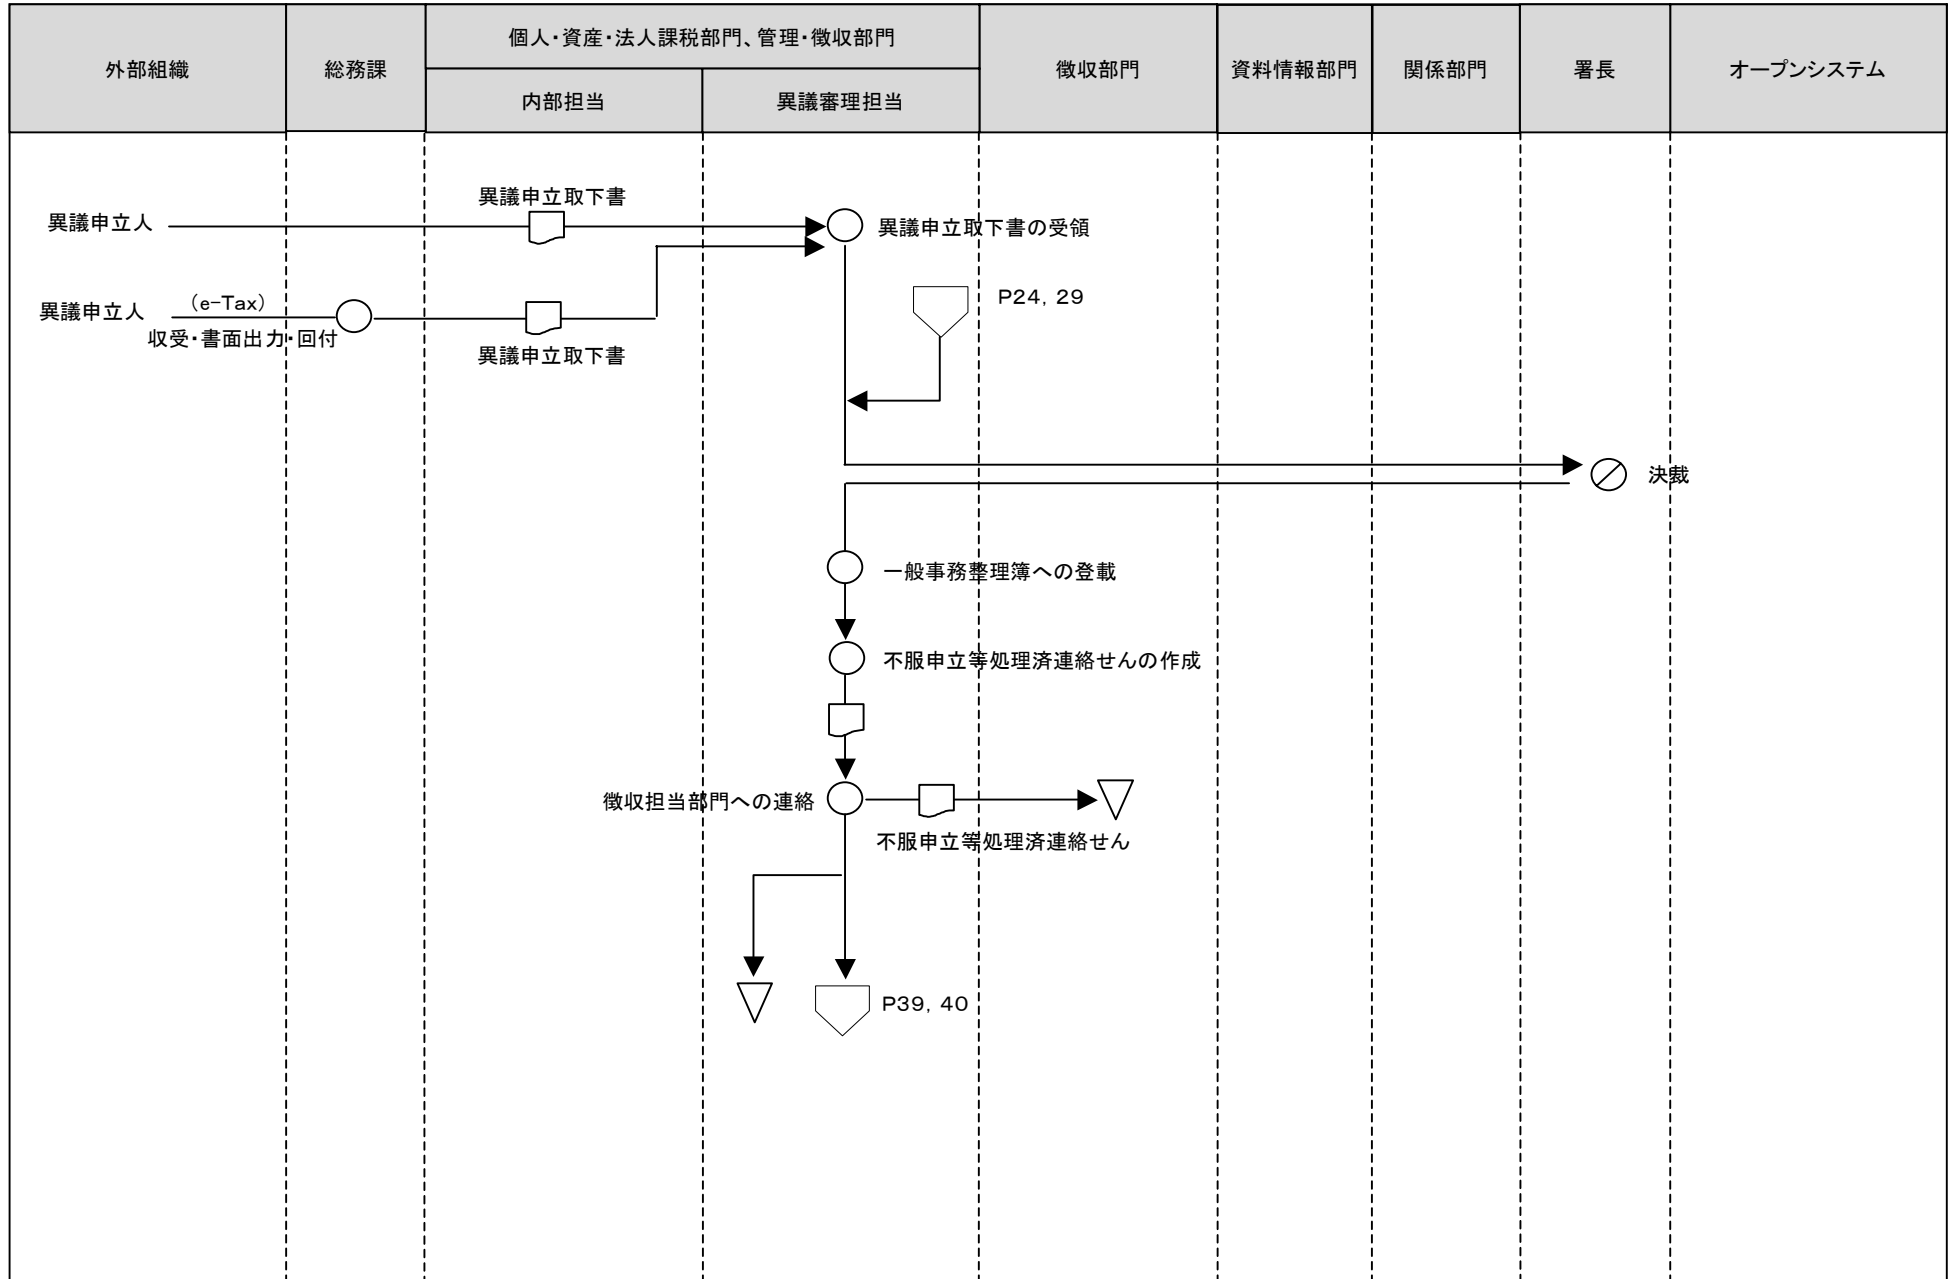 外部組織
総務課
個人・資産・法人課税部門、管理・徴収部門
内部担当
異議審理担当
徴収部門
資料情報部門
関係部門
署長
オープンシステム
異議申立取下書
異議申立人
異議申立取下書の受領
異議申立人
（e-Tax）
収受・書面出力・回付
異議申立取下書
P24, 29
決裁
一般事務整理簿への登載
不服申立等処理済連絡せんの作成
徴収担当部門への連絡
不服申立等処理済連絡せん
P39, 40